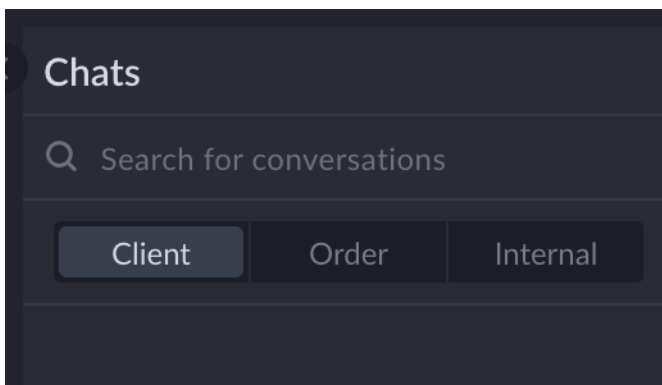 Chats
Search for conversations
Client Order Internal